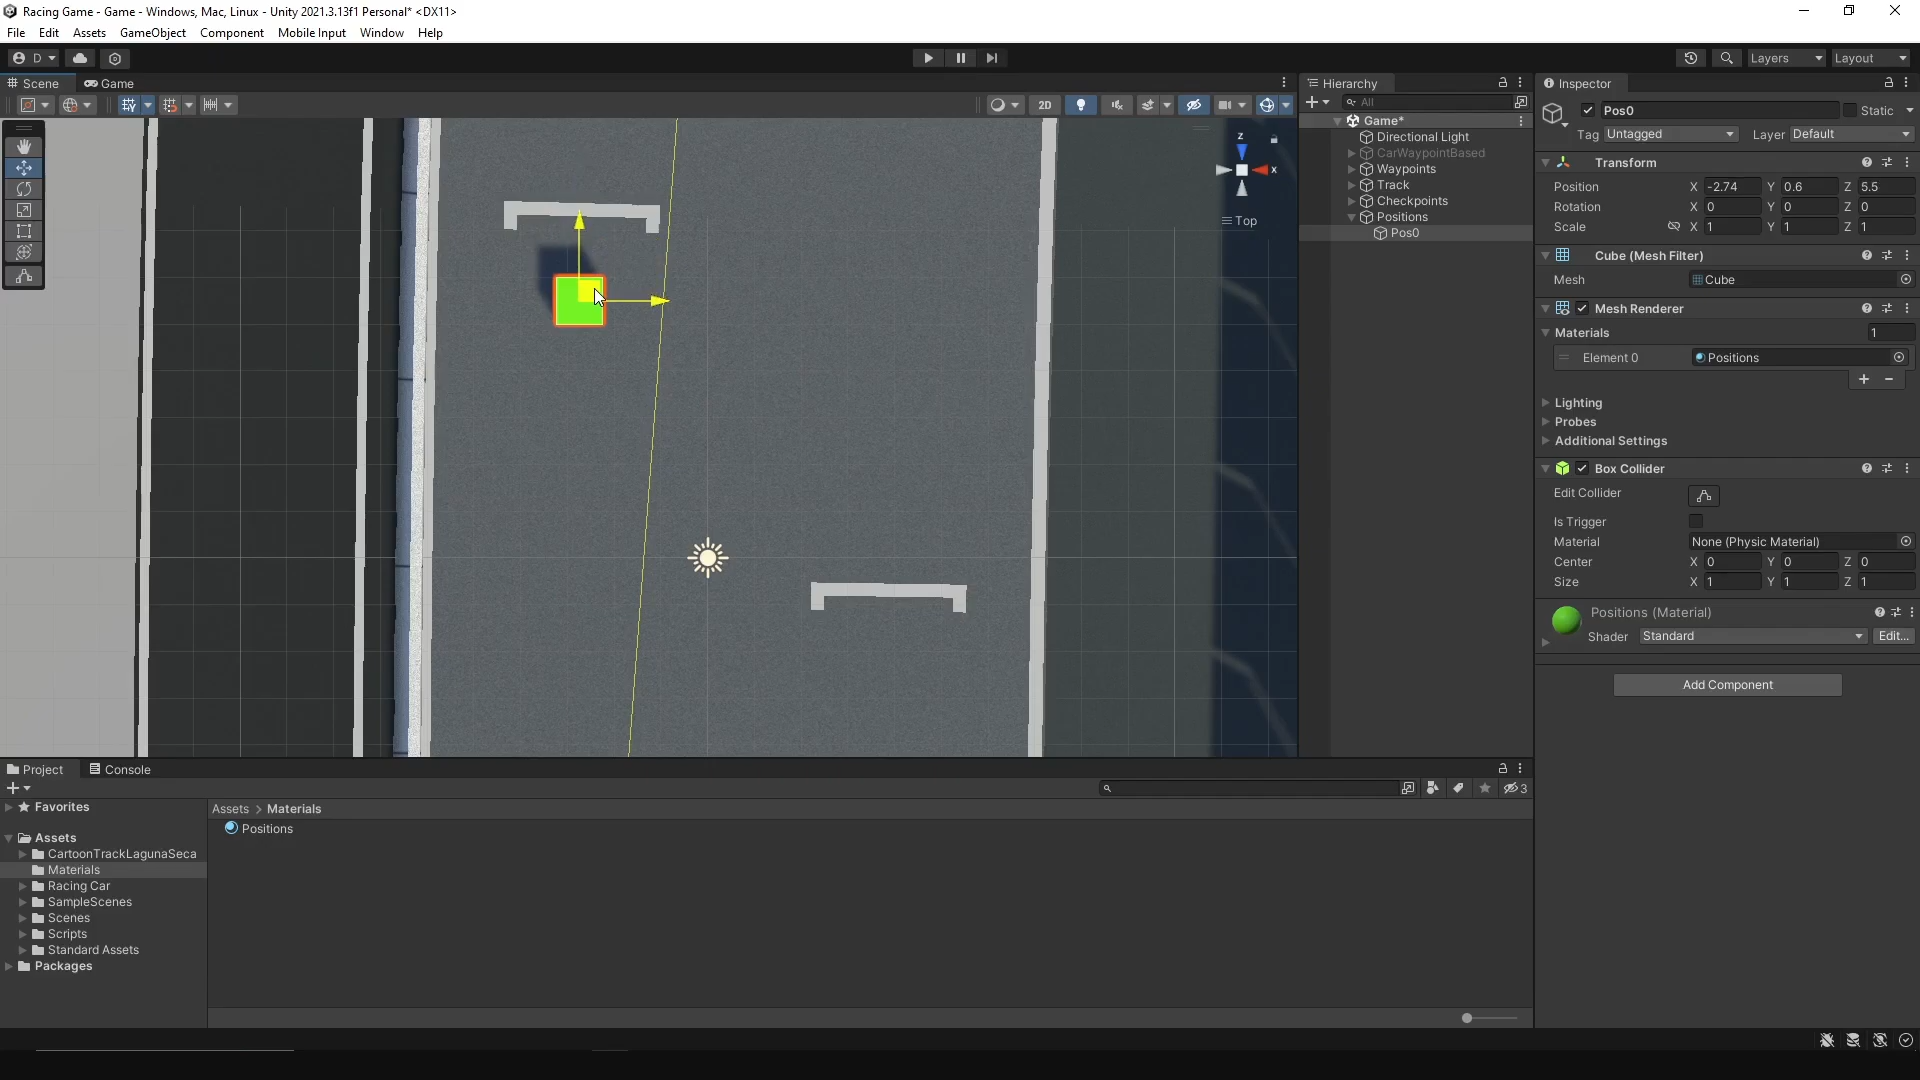 Racing Game - Game - Windows, Mac, Linux - Unity 2021.3.13f1 Personal* <DX11>
File Edit Assets GameObject Component Mobile Input Window Help
D
Layers
Layout
Scene
Game
2D
z
x
Top
Hierarchy
All
Game*
Directional Light
CarWaypointBased
Waypoints
Track
Checkpoints
Positions
Pos0
Inspector
Pos0
Static
Tag Untagged Layer Default
Transform
Position X -2.74 Y 0.6 Z 5.5
Rotation X 0 Y 0 Z 0
Scale X 1 Y 1 Z 1
Cube (Mesh Filter)
Mesh Cube
Mesh Renderer
Materials 1
Element 0 Positions
Lighting
Probes
Additional Settings
Box Collider
Edit Collider
Is Trigger
Material None (Physic Material)
Center X 0 Y 0 Z 0
Size X 1 Y 1 Z 1
Positions (Material)
Shader Standard Edit...
Add Component
Project
Console
3
Favorites
Assets
CartoonTrackLagunaSeca
Materials
Racing Car
SampleScenes
Scenes
Scripts
Standard Assets
Packages
Assets > Materials
Positions